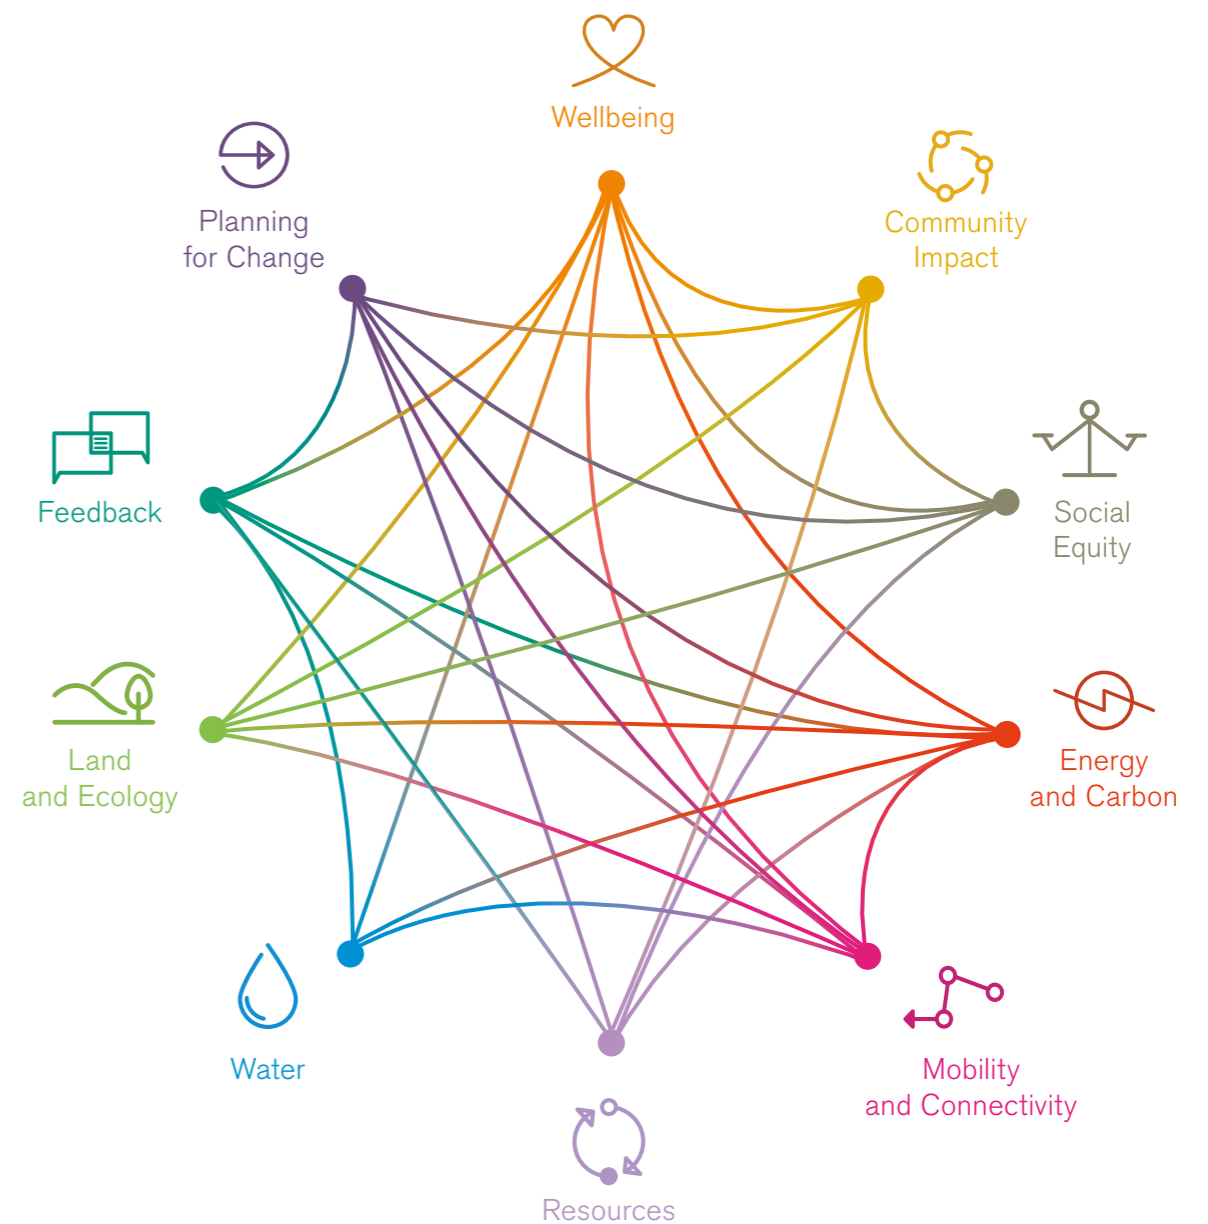 Wellbeing
Planning
for Change
Community
Impact
Feedback
Social
Equity
Land
and Ecology
Energy
and Carbon
Water
Mobility
and Connectivity
Resources